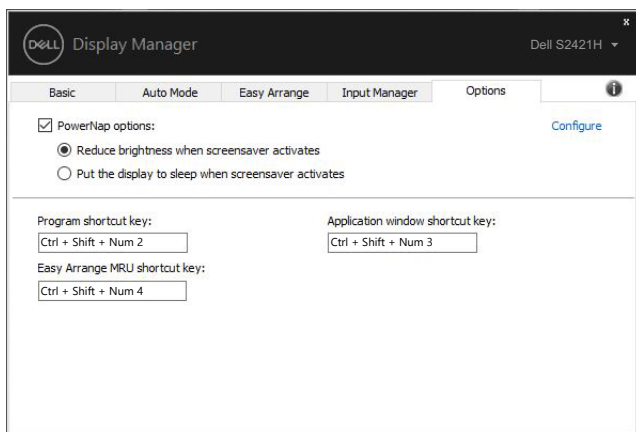 x
DELL Display Manager
Dell S2421H
Basic Auto Mode Easy Arrange Input Manager Options
PowerNap options: Configure
Reduce brightness when screensaver activates
Put the display to sleep when screensaver activates
Program shortcut key: Application window shortcut key:
Ctrl + Shift + Num 2 Ctrl + Shift + Num 3
Easy Arrange MRU shortcut key:
Ctrl + Shift + Num 4